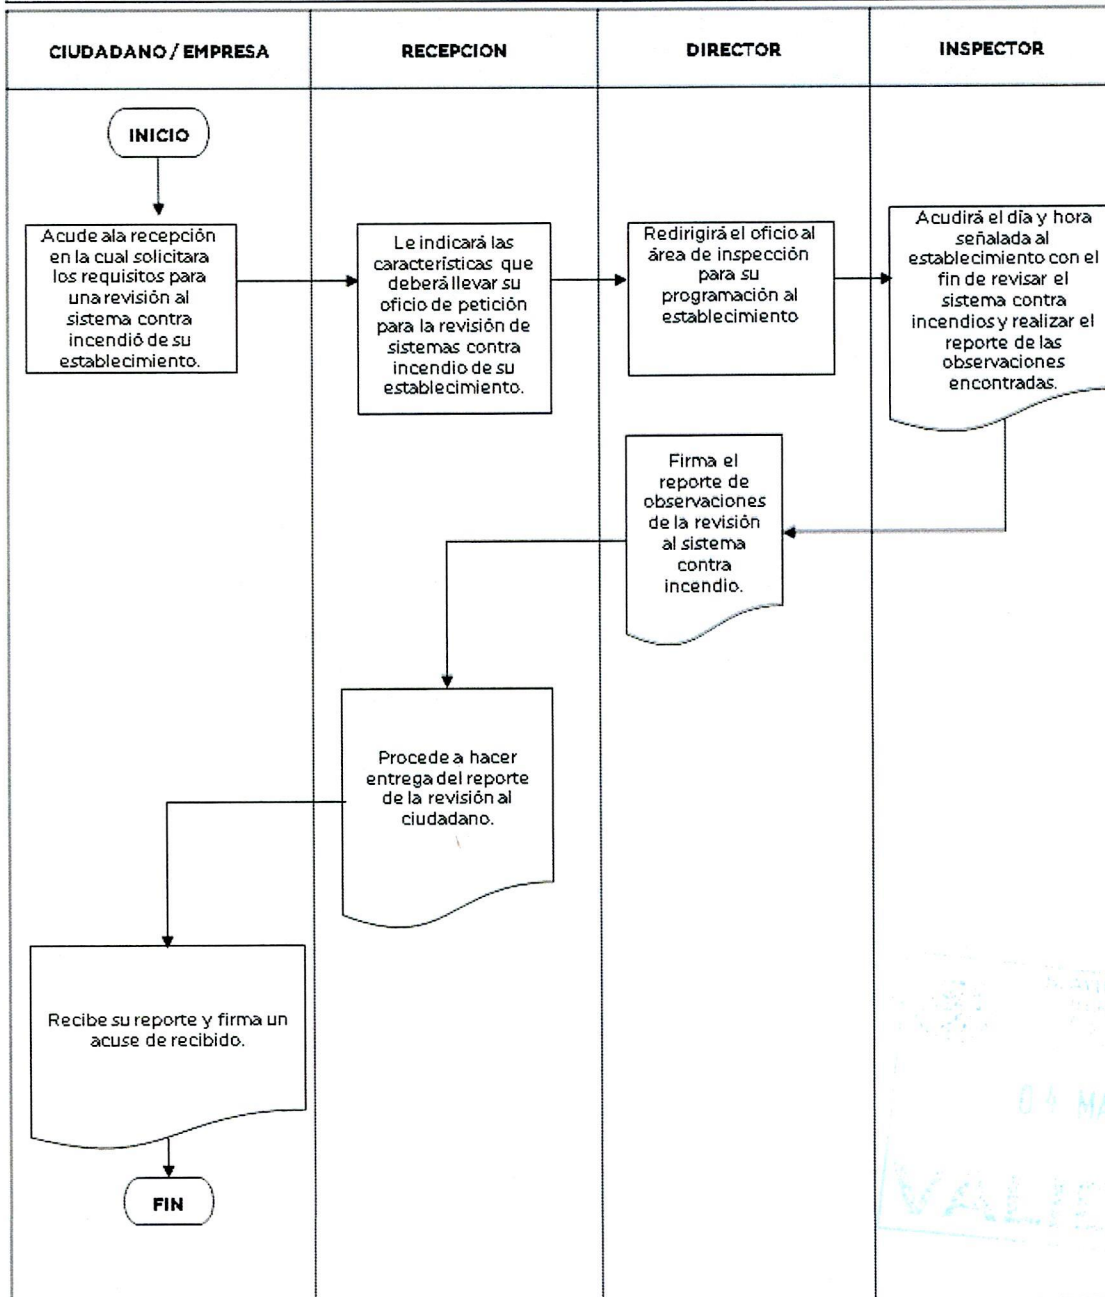 CIUDADANO / EMPRESA
RECEPCION
DIRECTOR
INSPECTOR
INICIO
Acude ala recepción
en la cual solicitara
los requisitos para
una revisión al
sistema contra
incendió de su
establecimiento.
Le indicará las
características que
deberá llevar su
oficio de petición
para la revisión de
sistemas contra
incendio de su
establecimiento.
Redirigirá el oficio al
área de inspección
para su
programación al
establecimiento
Acudirá el día y hora
señalada al
establecimiento con el
fin de revisar el
sistema contra
incendios y realizar el
reporte de las
observaciones
encontradas.
Firma el
reporte de
observaciones
de la revisión
al sistema
contra
incendio.
Procede a hacer
entrega del reporte
de la revisión al
ciudadano.
Recibe su reporte y firma un
acuse de recibido.
FIN